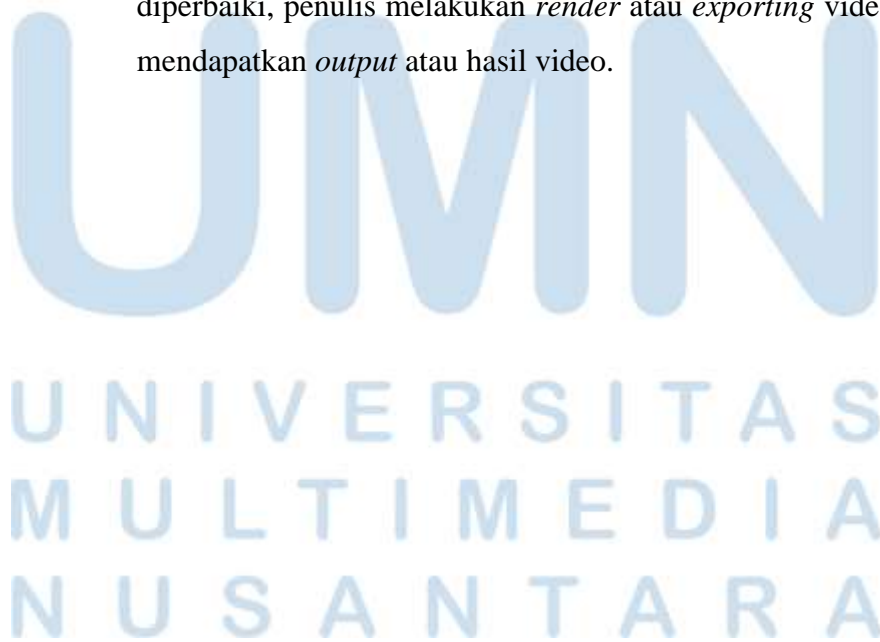 diperbaiki, penulis melakukan render atau exporting vide
mendapatkan output atau hasil video.
UMN
UNIVERSITAS
MULTIMEDIA
NUSANTARA